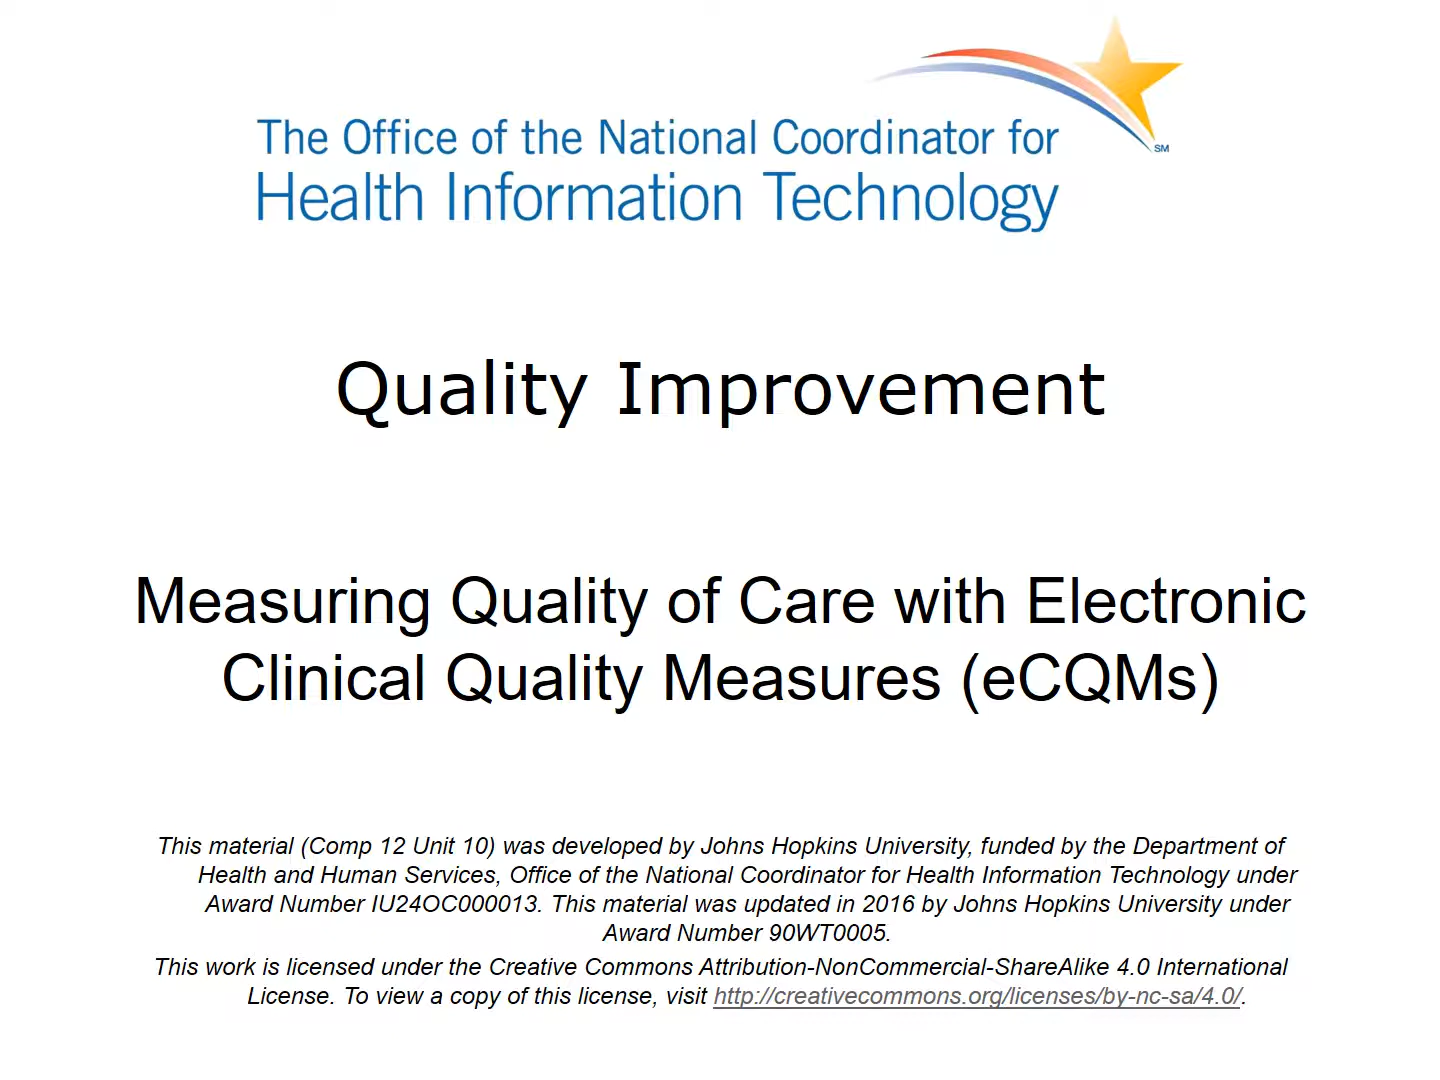 The Office of the National Coordinator for
Health Information Technology
SM
Quality Improvement
Measuring Quality of Care with Electronic
Clinical Quality Measures (eCQMs)
This material (Comp 12 Unit 10) was developed by Johns Hopkins University, funded by the Department of
Health and Human Services, Office of the National Coordinator for Health Information Technology under
Award Number IU24OC000013. This material was updated in 2016 by Johns Hopkins University under
Award Number 90WT0005.
This work is licensed under the Creative Commons Attribution-NonCommercial-ShareAlike 4.0 International
License. To view a copy of this license, visit http://creativecommons.org/licenses/by-nc-sa/4.0/.